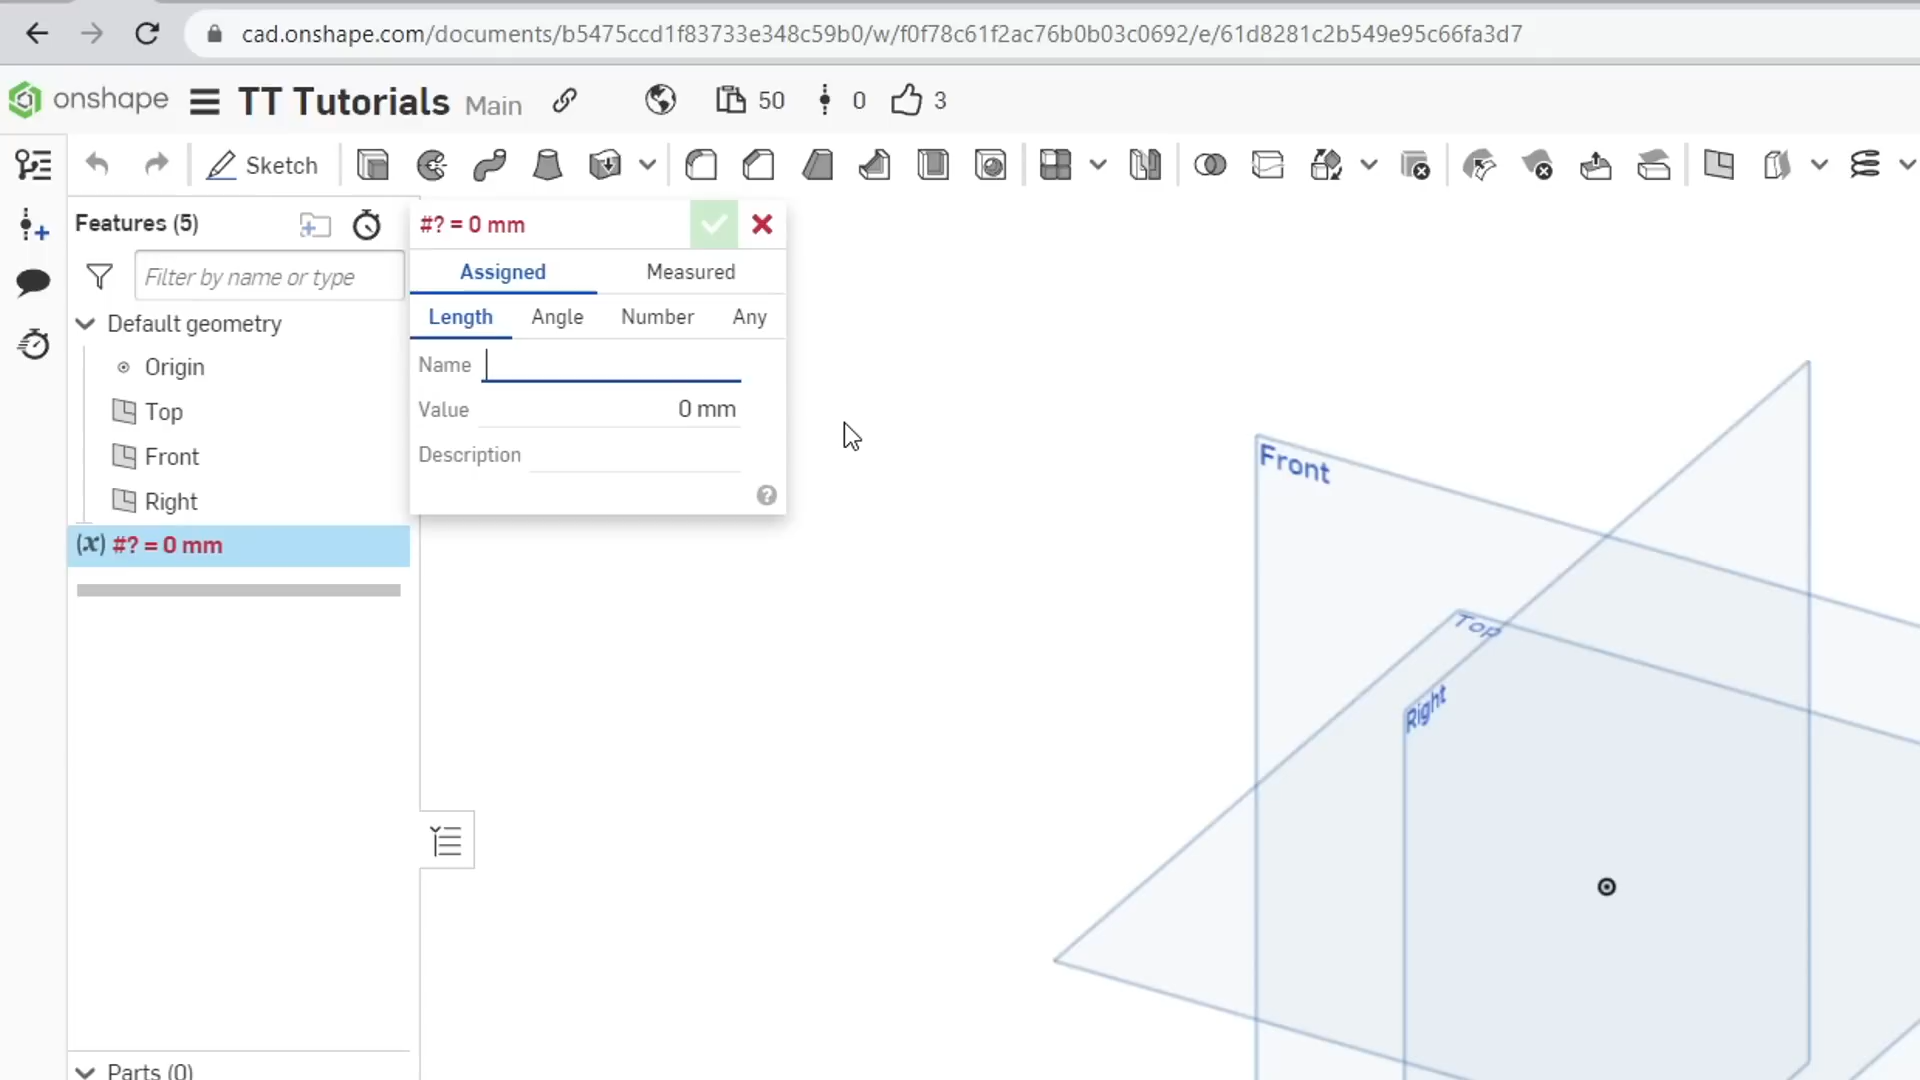 cad.onshape.com/documents/b5475ccd1f83733e348c59b0/w/f0f78c61f2ac76b0b03c0692/e/61d8281c2b549e95c66fa3d7
onshape TT Tutorials Main 50 0 3
Sketch
Features (5)
#? = 0 mm
Assigned Measured
Filter by name or type
Length Angle Number Any
Default geometry
Name
Origin
Value 0 mm
Top
Description
Front
Right
(x) #? = 0 mm
Front
Top
Right
Parts (0)